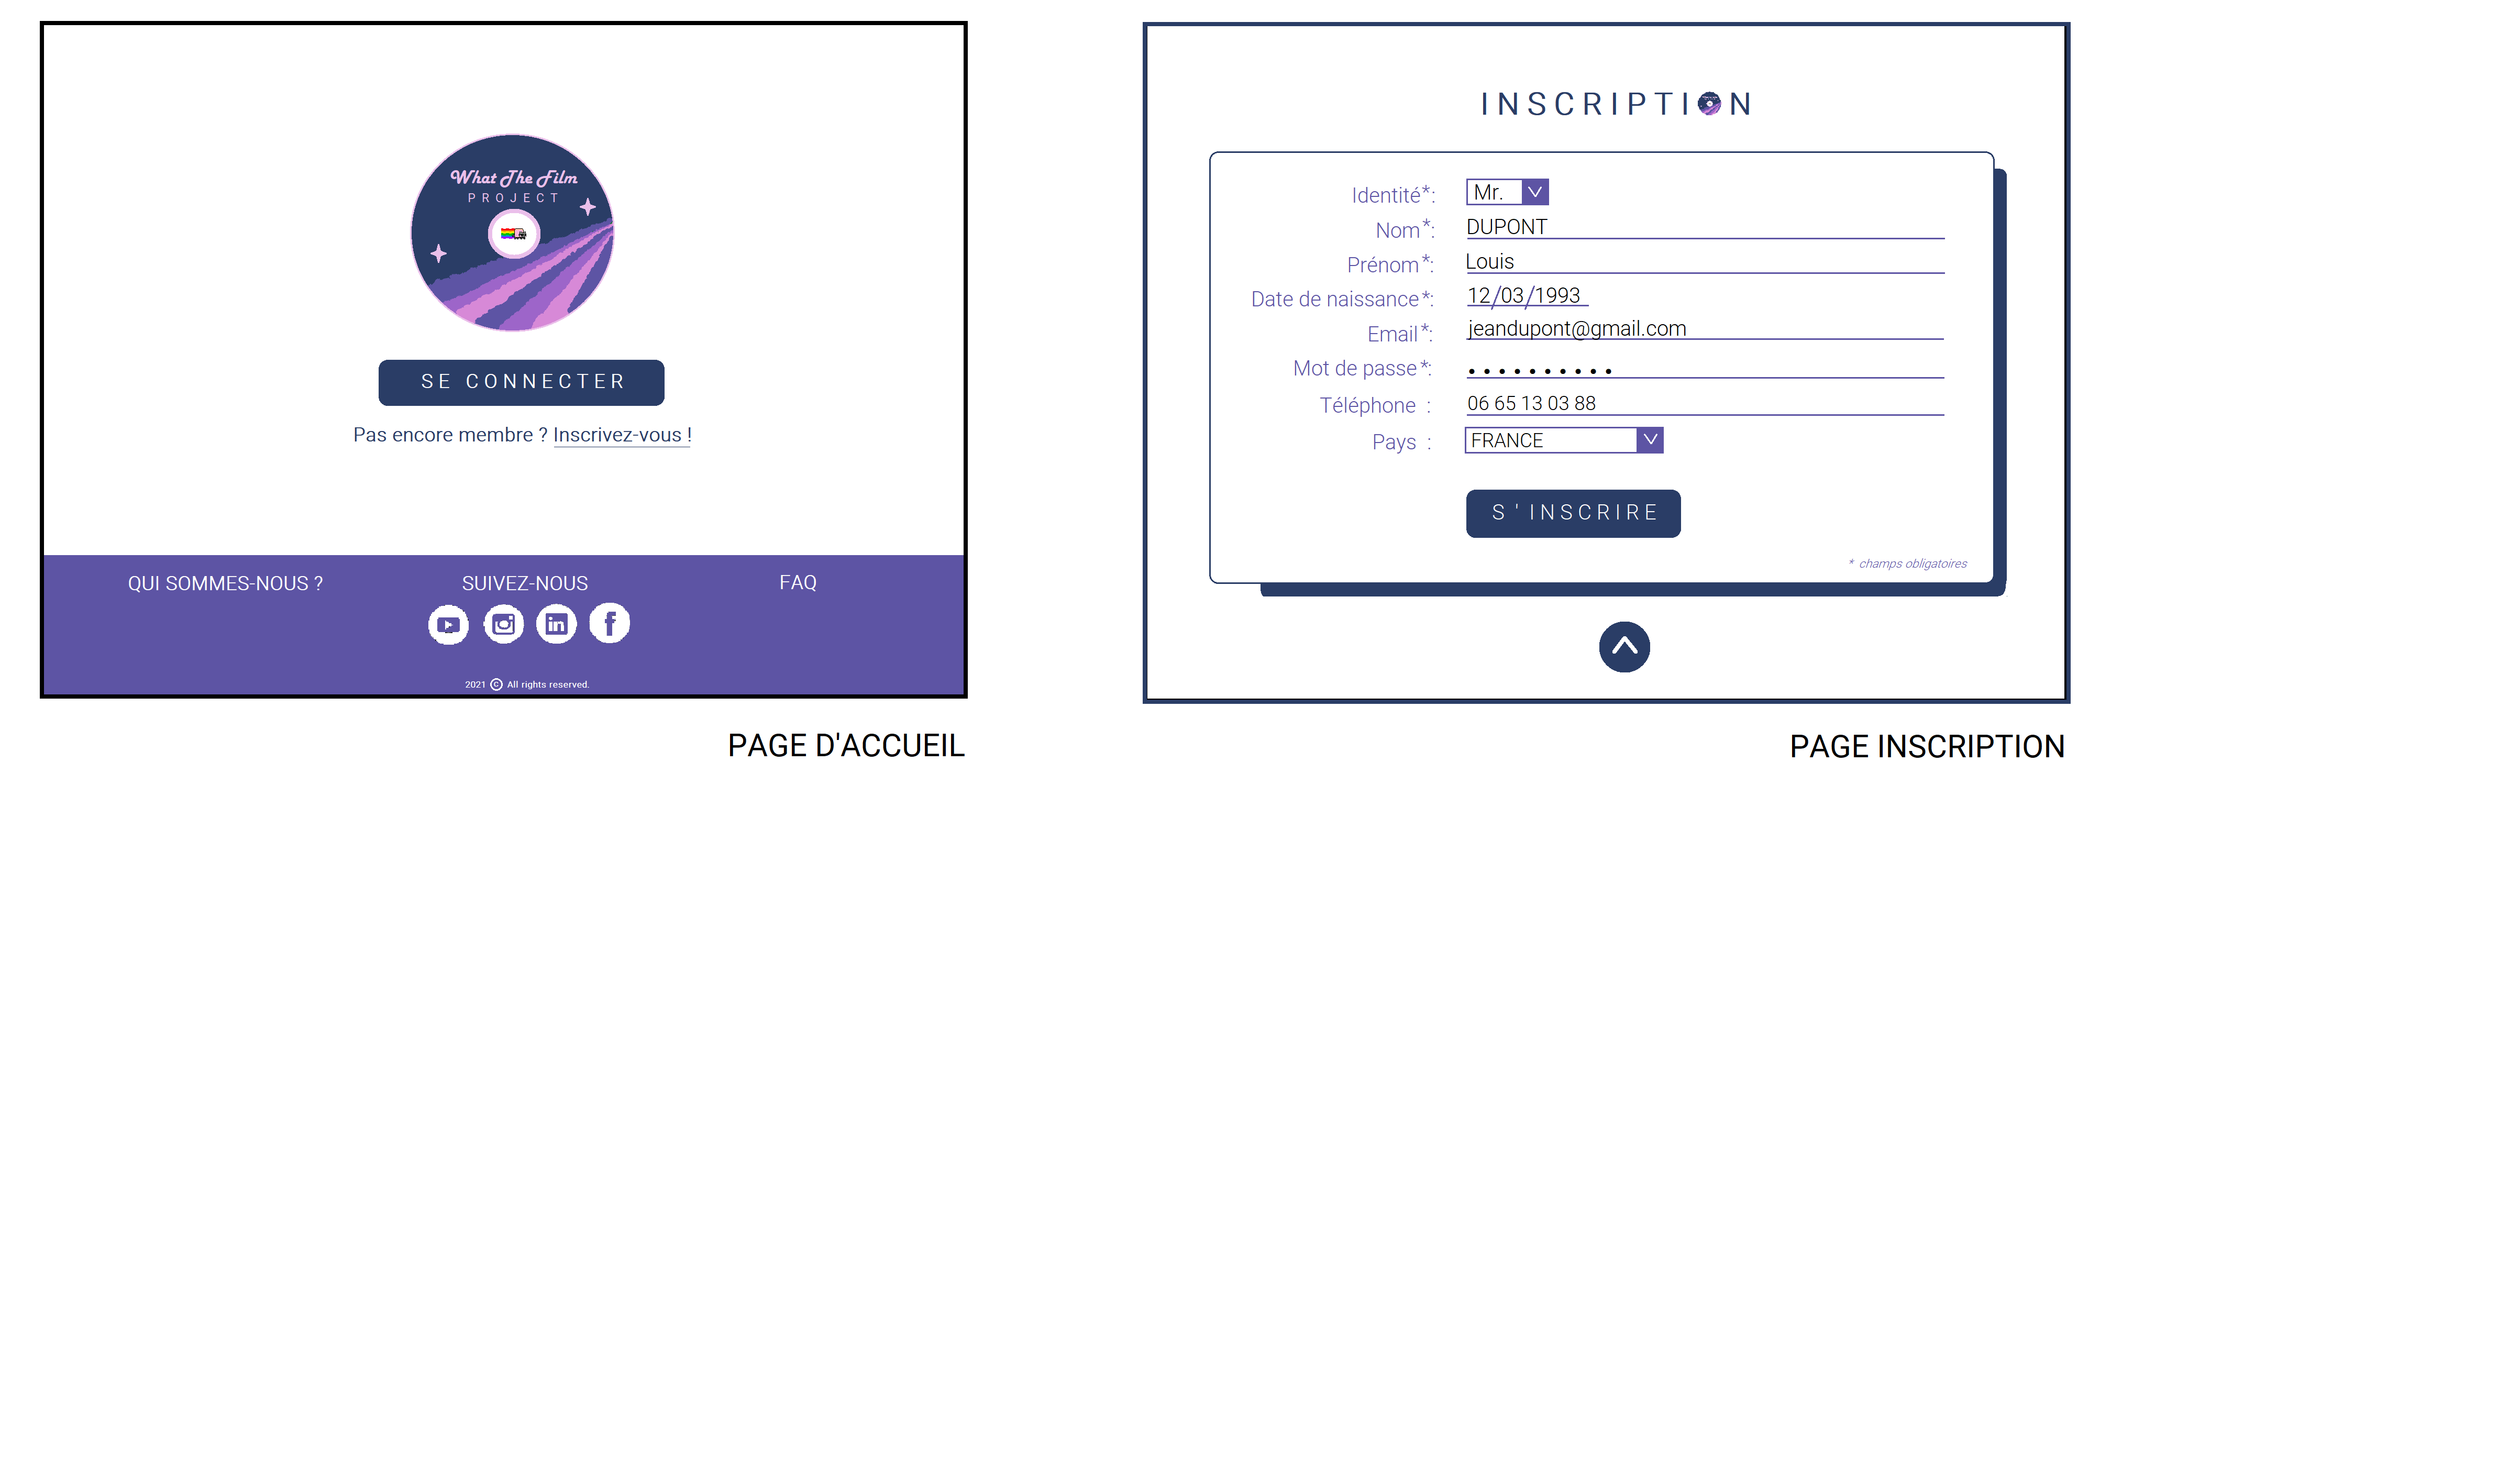 What The Film
PROJECT
SE CONNECTER
Pas encore membre ? Inscrivez-vous !
QUI SOMMES-NOUS ?
SUIVEZ-NOUS
FAQ
in
f
2021 © All rights reserved.
PAGE D'ACCUEIL
INSCRIPTION
Identité*: Mr.
Nom*: DUPONT
Prénom*: Louis
Date de naissance*: 12/03/1993
Email*: jeandupont@gmail.com
Mot de passe*: ••••••••••
Téléphone : 06 65 13 03 88
Pays : FRANCE
S'INSCRIRE
* champs obligatoires
PAGE INSCRIPTION